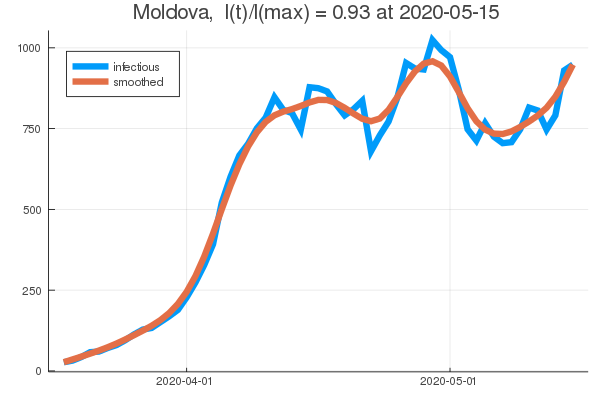 Moldova, I(t)/I(max) = 0.93 at 2020-05-15
1000
infectious
smoothed
750
500
250
0
2020-04-01
2020-05-01